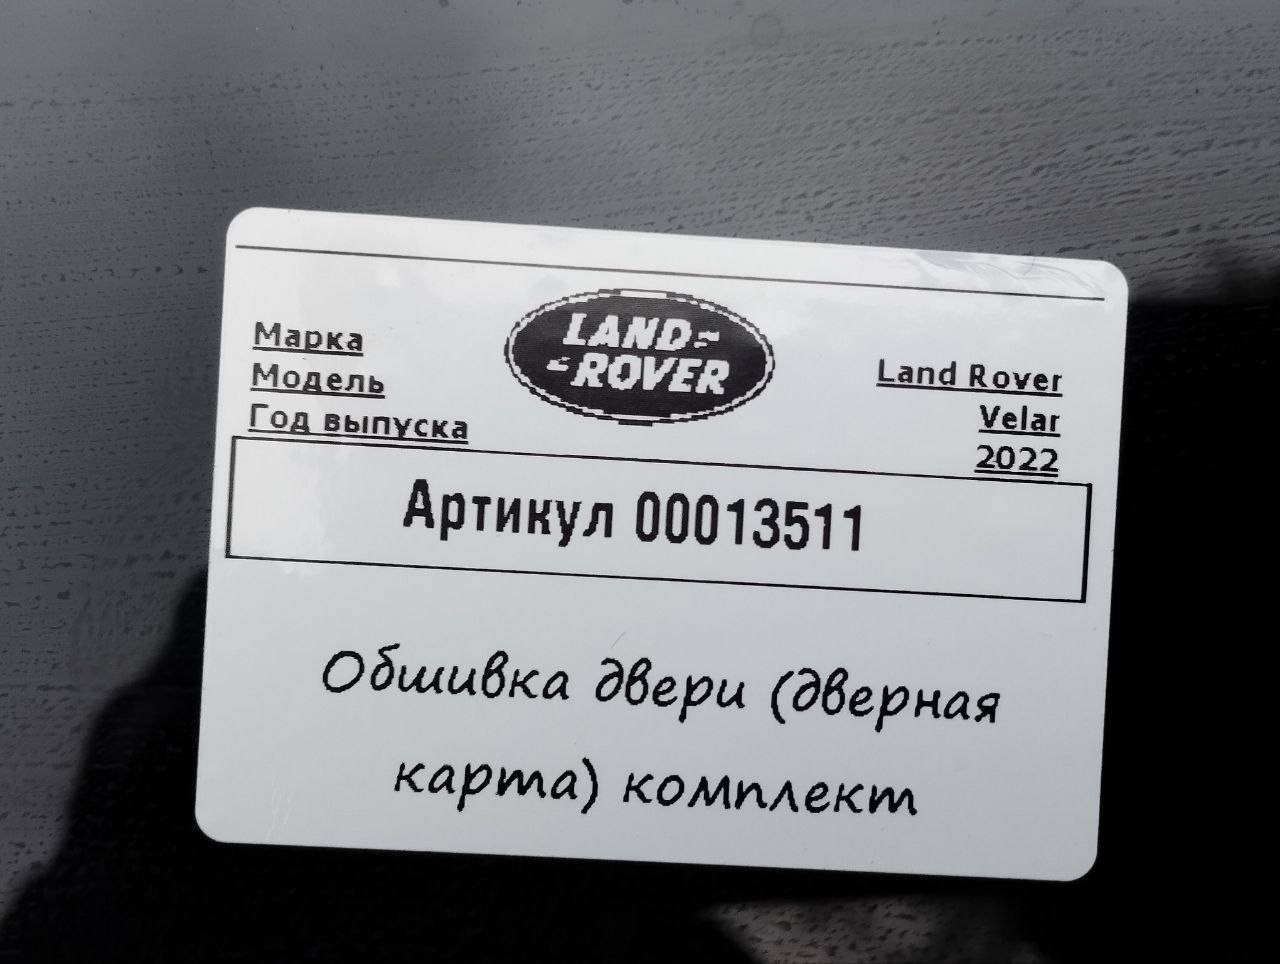 LAND
ROVER
Марка Land Rover
Модель Velar
Год выпуска 2022
Артикул 00013511
Обшивка двери (дверная
карта) комплект